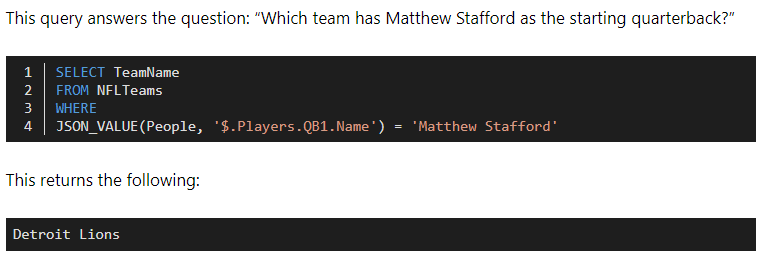 This query answers the question: “Which team has Matthew Stafford as the starting quarterback?”
1 SELECT TeamName
2 FROM NFLTeams
3 WHERE
4 JSON_VALUE(People, '$.Players.QB1.Name') = 'Matthew Stafford'
This returns the following:
Detroit Lions